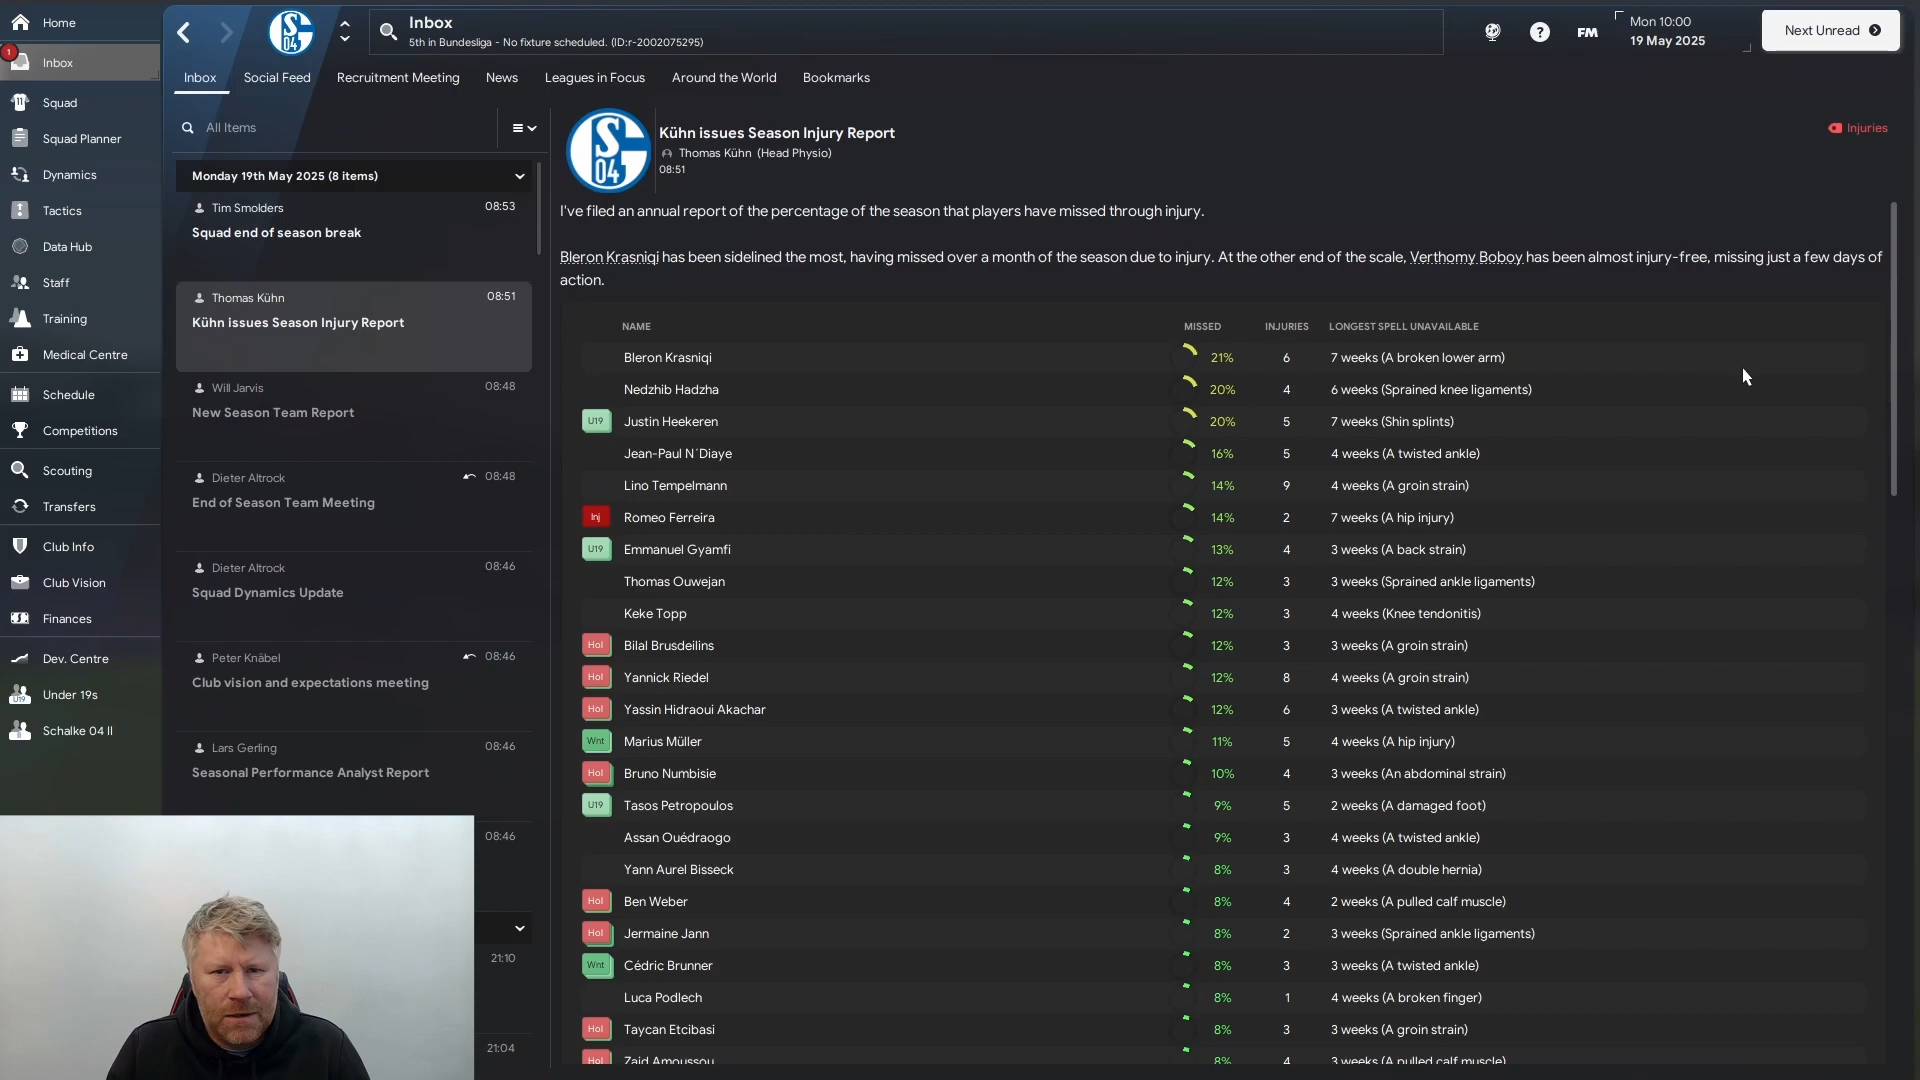 Home
1
Inbox
Squad
Squad Planner
Dynamics
Tactics
Data Hub
Staff
Training
Medical Centre
Schedule
Competitions
Scouting
Transfers
Club Info
Club Vision
Finances
Dev. Centre
U19
Under 19s
Schalke 04 II
S 04
Inbox
5th in Bundesliga - No fixture scheduled. (ID:r-2002075295)
?
FM
Mon 10:00
19 May 2025
Next Unread
Inbox
Social Feed
Recruitment Meeting
News
Leagues in Focus
Around the World
Bookmarks
All Items
Monday 19th May 2025 (8 items)
Tim Smolders 08:53
Squad end of season break
Thomas Kühn 08:51
Kühn issues Season Injury Report
Will Jarvis 08:48
New Season Team Report
Dieter Altrock 08:48
End of Season Team Meeting
Dieter Altrock 08:46
Squad Dynamics Update
Peter Knäbel 08:46
Club vision and expectations meeting
Lars Gerling 08:46
Seasonal Performance Analyst Report
08:46
21:10
21:04
S 04
Kühn issues Season Injury Report
Thomas Kühn (Head Physio)
08:51
Injuries
I've filed an annual report of the percentage of the season that players have missed through injury.
Bleron Krasniqi has been sidelined the most, having missed over a month of the season due to injury. At the other end of the scale, Verthomy Boboy has been almost injury-free, missing just a few days of
action.
NAME MISSED INJURIES LONGEST SPELL UNAVAILABLE
Bleron Krasniqi 21% 6 7 weeks (A broken lower arm)
Nedzhib Hadzha 20% 4 6 weeks (Sprained knee ligaments)
U19 Justin Heekeren 20% 5 7 weeks (Shin splints)
Jean-Paul N´Diaye 16% 5 4 weeks (A twisted ankle)
Lino Tempelmann 14% 9 4 weeks (A groin strain)
Inj Romeo Ferreira 14% 2 7 weeks (A hip injury)
U19 Emmanuel Gyamfi 13% 4 3 weeks (A back strain)
Thomas Ouwejan 12% 3 3 weeks (Sprained ankle ligaments)
Keke Topp 12% 3 4 weeks (Knee tendonitis)
Hol Bilal Brusdeilins 12% 3 3 weeks (A groin strain)
Hol Yannick Riedel 12% 8 4 weeks (A groin strain)
Hol Yassin Hidraoui Akachar 12% 6 3 weeks (A twisted ankle)
Wnt Marius Müller 11% 5 4 weeks (A hip injury)
Hol Bruno Numbisie 10% 4 3 weeks (An abdominal strain)
U19 Tasos Petropoulos 9% 5 2 weeks (A damaged foot)
Assan Ouédraogo 9% 3 4 weeks (A twisted ankle)
Yann Aurel Bisseck 8% 3 4 weeks (A double hernia)
Hol Ben Weber 8% 4 2 weeks (A pulled calf muscle)
Hol Jermaine Jann 8% 2 3 weeks (Sprained ankle ligaments)
Wnt Cédric Brunner 8% 3 3 weeks (A twisted ankle)
Luca Podlech 8% 1 4 weeks (A broken finger)
Hol Taycan Etcibasi 8% 3 3 weeks (A groin strain)
Hol Zaid Amoussou 8% 4 3 weeks (A pulled calf muscle)